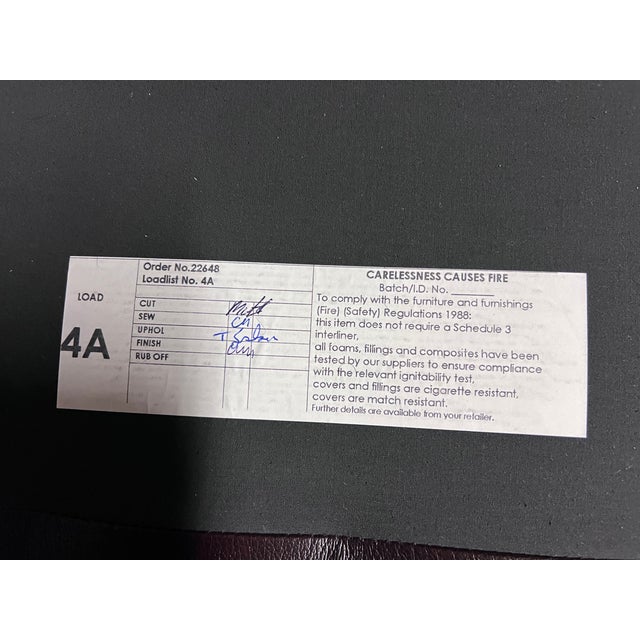 LOAD
4A
Order No.22648
Loadlist No. 4A
CUT
SEW
UPHOL
FINISH
RUB OFF
CARELESSNESS CAUSES FIRE
Batch/I.D. No.
To comply with the furniture and furnishings
(Fire) (Safety) Regulations 1988:
this item does not require a Schedule 3
interliner,
all foams, fillings and composites have been
tested by our suppliers to ensure compliance
with the relevant ignitability test,
covers and fillings are cigarette resistant,
covers are match resistant.
Further details are available from your retailer.